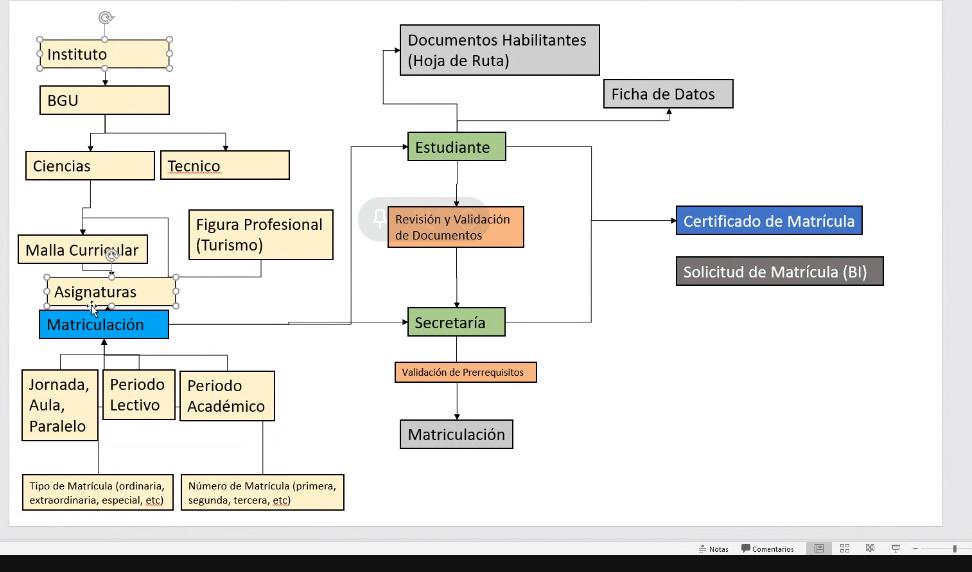 Instituto
BGU
Ciencias
Tecnico
Malla Curricular
Figura Profesional
(Turismo)
Asignaturas
Matriculación
Jornada,
Aula,
Paralelo
Periodo
Lectivo
Periodo
Académico
Tipo de Matrícula (ordinaria,
extraordinaria, especial, etc)
Número de Matrícula (primera,
segunda, tercera, etc)
Documentos Habilitantes
(Hoja de Ruta)
Ficha de Datos
Estudiante
Revisión y Validación
de Documentos
Secretaría
Validación de Prerrequisitos
Matriculación
Certificado de Matrícula
Solicitud de Matrícula (BI)
Notas
Comentarios